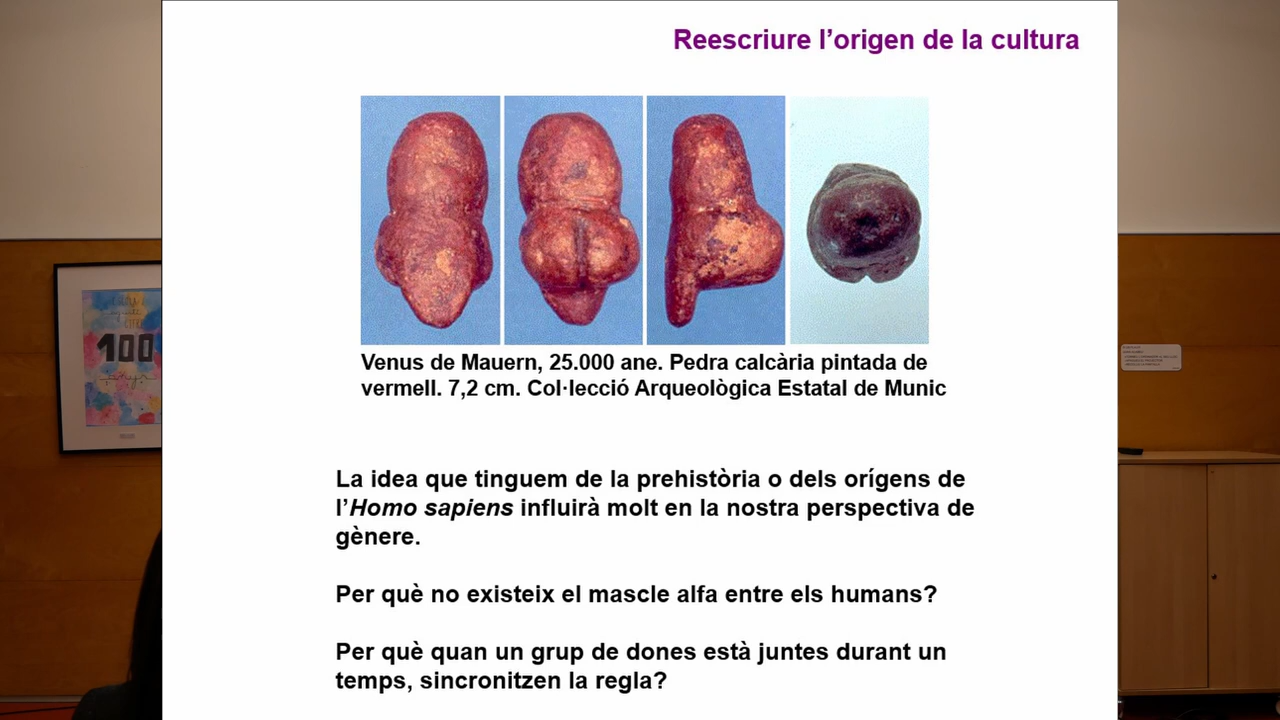 Reescriure l’origen de la cultura
Venus de Mauern, 25.000 ane. Pedra calcària pintada de
vermell. 7,2 cm. Col·lecció Arqueològica Estatal de Munic
La idea que tinguem de la prehistòria o dels orígens de
l’Homo sapiens influirà molt en la nostra perspectiva de
gènere.
Per què no existeix el mascle alfa entre els humans?
Per què quan un grup de dones està juntes durant un
temps, sincronitzen la regla?
100